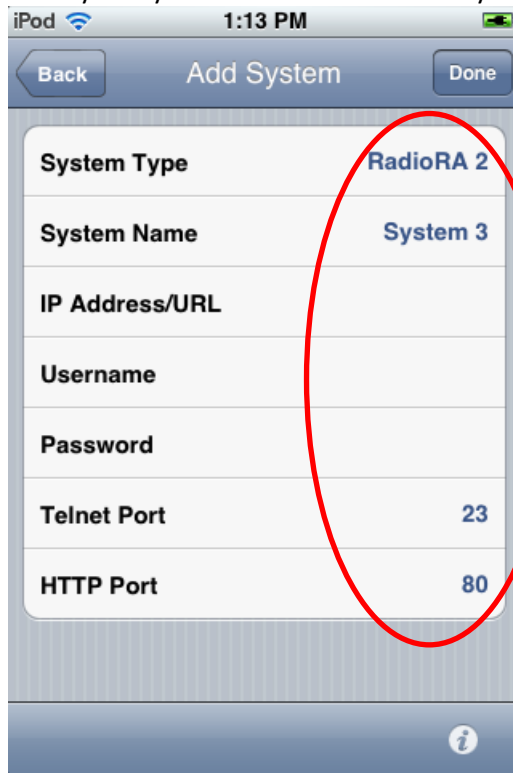 iPod 1:13 PM
Back Add System Done
System Type RadioRA 2
System Name System 3
IP Address/URL
Username
Password
Telnet Port 23
HTTP Port 80
i